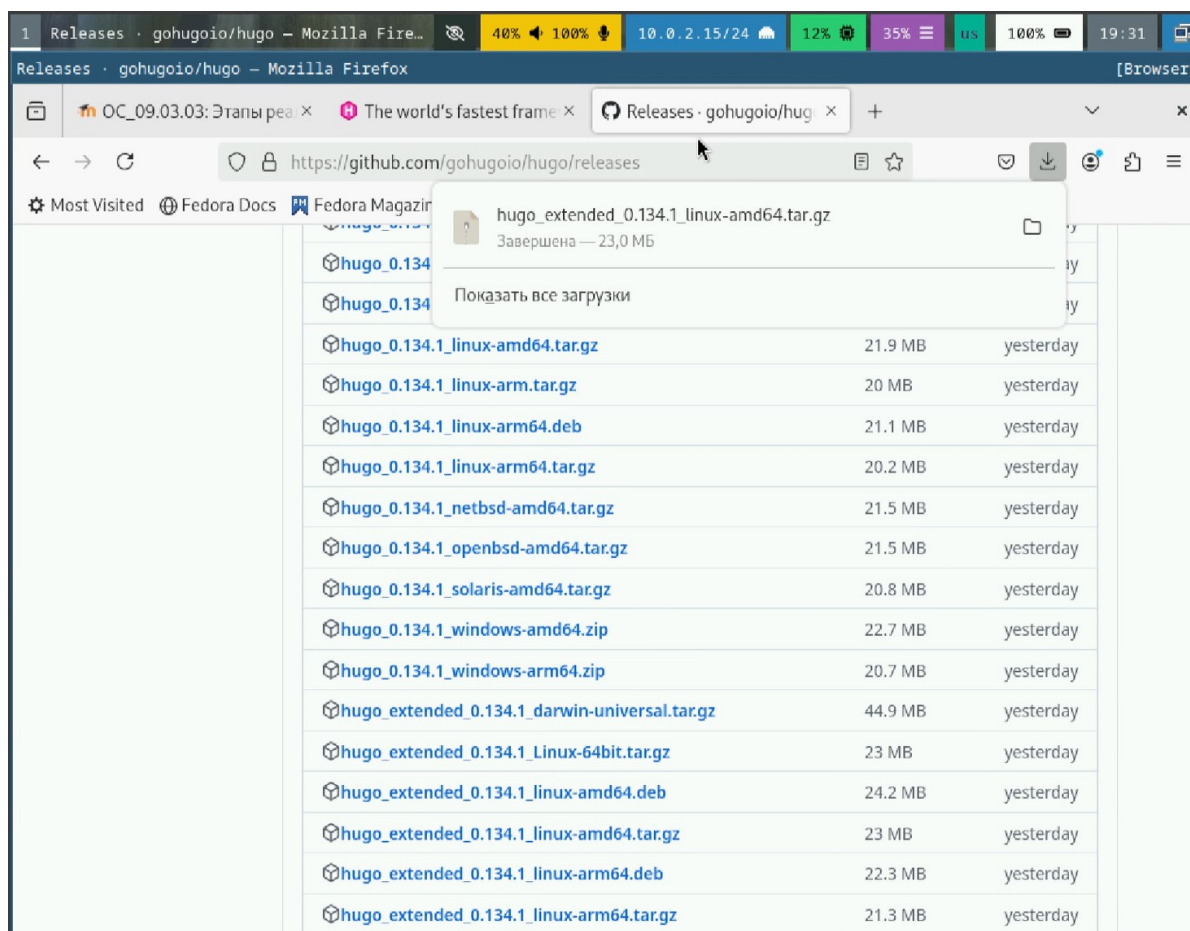 1 Releases · gohugoio/hugo — Mozilla Fire… 40% 100% 10.0.2.15/24 12% 35% us 100% 19:31
Releases · gohugoio/hugo — Mozilla Firefox [Browser
OC_09.03.03: Этапы реа The world's fastest frame Releases · gohugoio/hug
https://github.com/gohugoio/hugo/releases
Most Visited Fedora Docs Fedora Magazin
hugo_extended_0.134.1_linux-amd64.tar.gz
Завершена — 23,0 МБ
Показать все загрузки
hugo_0.134
hugo_0.134
hugo_0.134.1_linux-amd64.tar.gz 21.9 MB yesterday
hugo_0.134.1_linux-arm.tar.gz 20 MB yesterday
hugo_0.134.1_linux-arm64.deb 21.1 MB yesterday
hugo_0.134.1_linux-arm64.tar.gz 20.2 MB yesterday
hugo_0.134.1_netbsd-amd64.tar.gz 21.5 MB yesterday
hugo_0.134.1_openbsd-amd64.tar.gz 21.5 MB yesterday
hugo_0.134.1_solaris-amd64.tar.gz 20.8 MB yesterday
hugo_0.134.1_windows-amd64.zip 22.7 MB yesterday
hugo_0.134.1_windows-arm64.zip 20.7 MB yesterday
hugo_extended_0.134.1_darwin-universal.tar.gz 44.9 MB yesterday
hugo_extended_0.134.1_Linux-64bit.tar.gz 23 MB yesterday
hugo_extended_0.134.1_linux-amd64.deb 24.2 MB yesterday
hugo_extended_0.134.1_linux-amd64.tar.gz 23 MB yesterday
hugo_extended_0.134.1_linux-arm64.deb 22.3 MB yesterday
hugo_extended_0.134.1_linux-arm64.tar.gz 21.3 MB yesterday